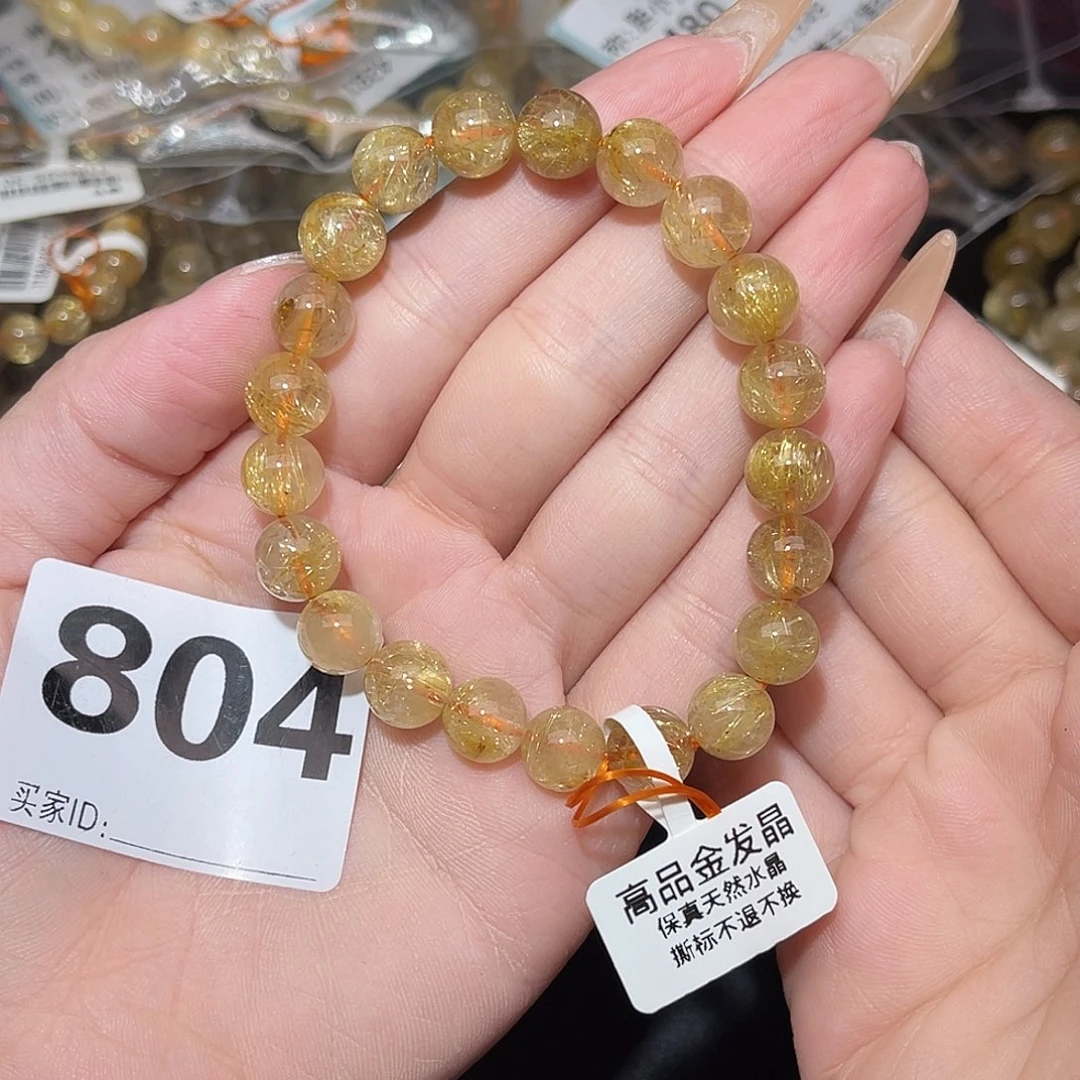 804
买家ID:
高品金发晶
保真天然水晶
撕标不退不换